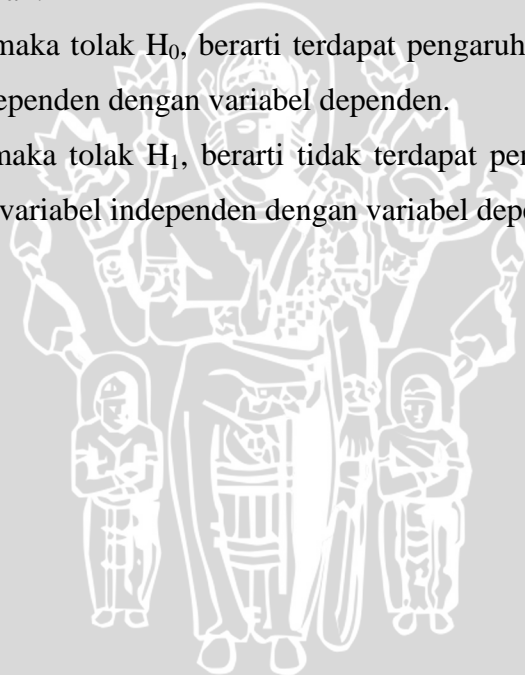 maka tolak H₀, berarti terdapat pengaruh
ependen dengan variabel dependen.
maka tolak H₁, berarti tidak terdapat per
variabel independen dengan variabel depe